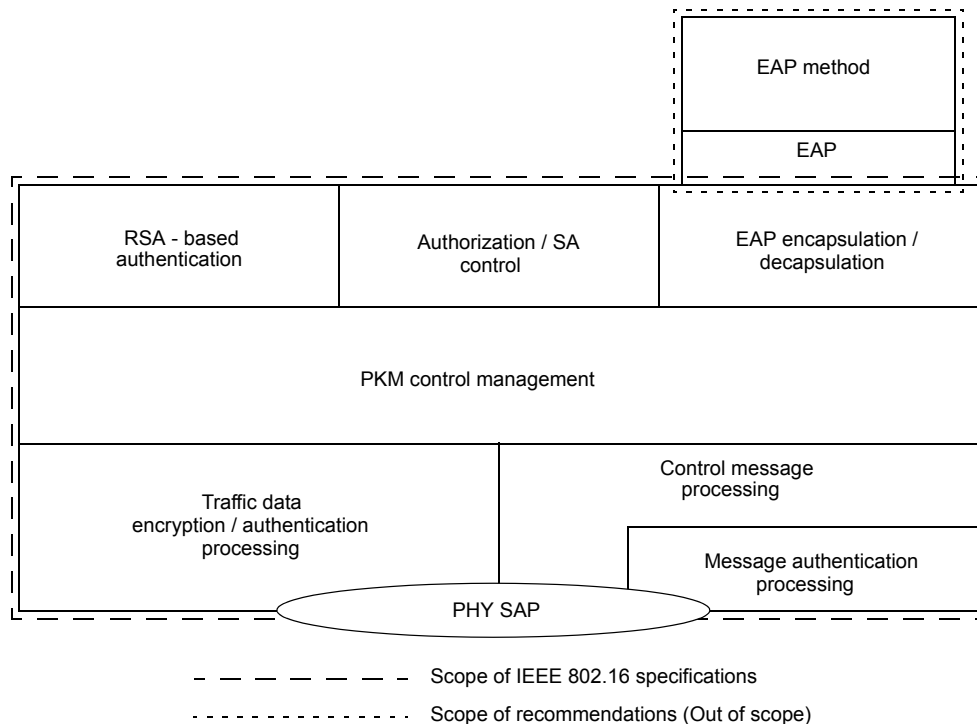 EAP method
EAP
RSA - based
authentication
Authorization / SA
control
EAP encapsulation /
decapsulation
PKM control management
Traffic data
encryption / authentication
processing
Control message
processing
Message authentication
processing
PHY SAP
Scope of IEEE 802.16 specifications
Scope of recommendations (Out of scope)